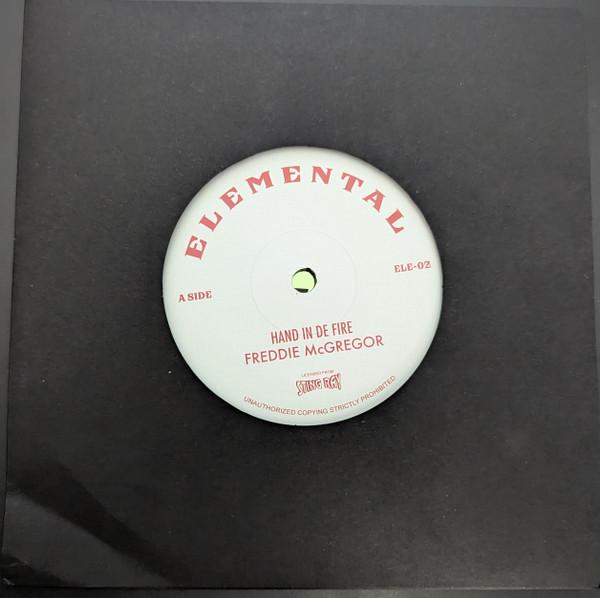 ELEMENTAL
ELE-02
A SIDE
HAND IN DE FIRE
FREDDIE McGREGOR
LICENSED FROM
STING RAY
UNAUTHORIZED COPYING STRICTLY PROHIBITED